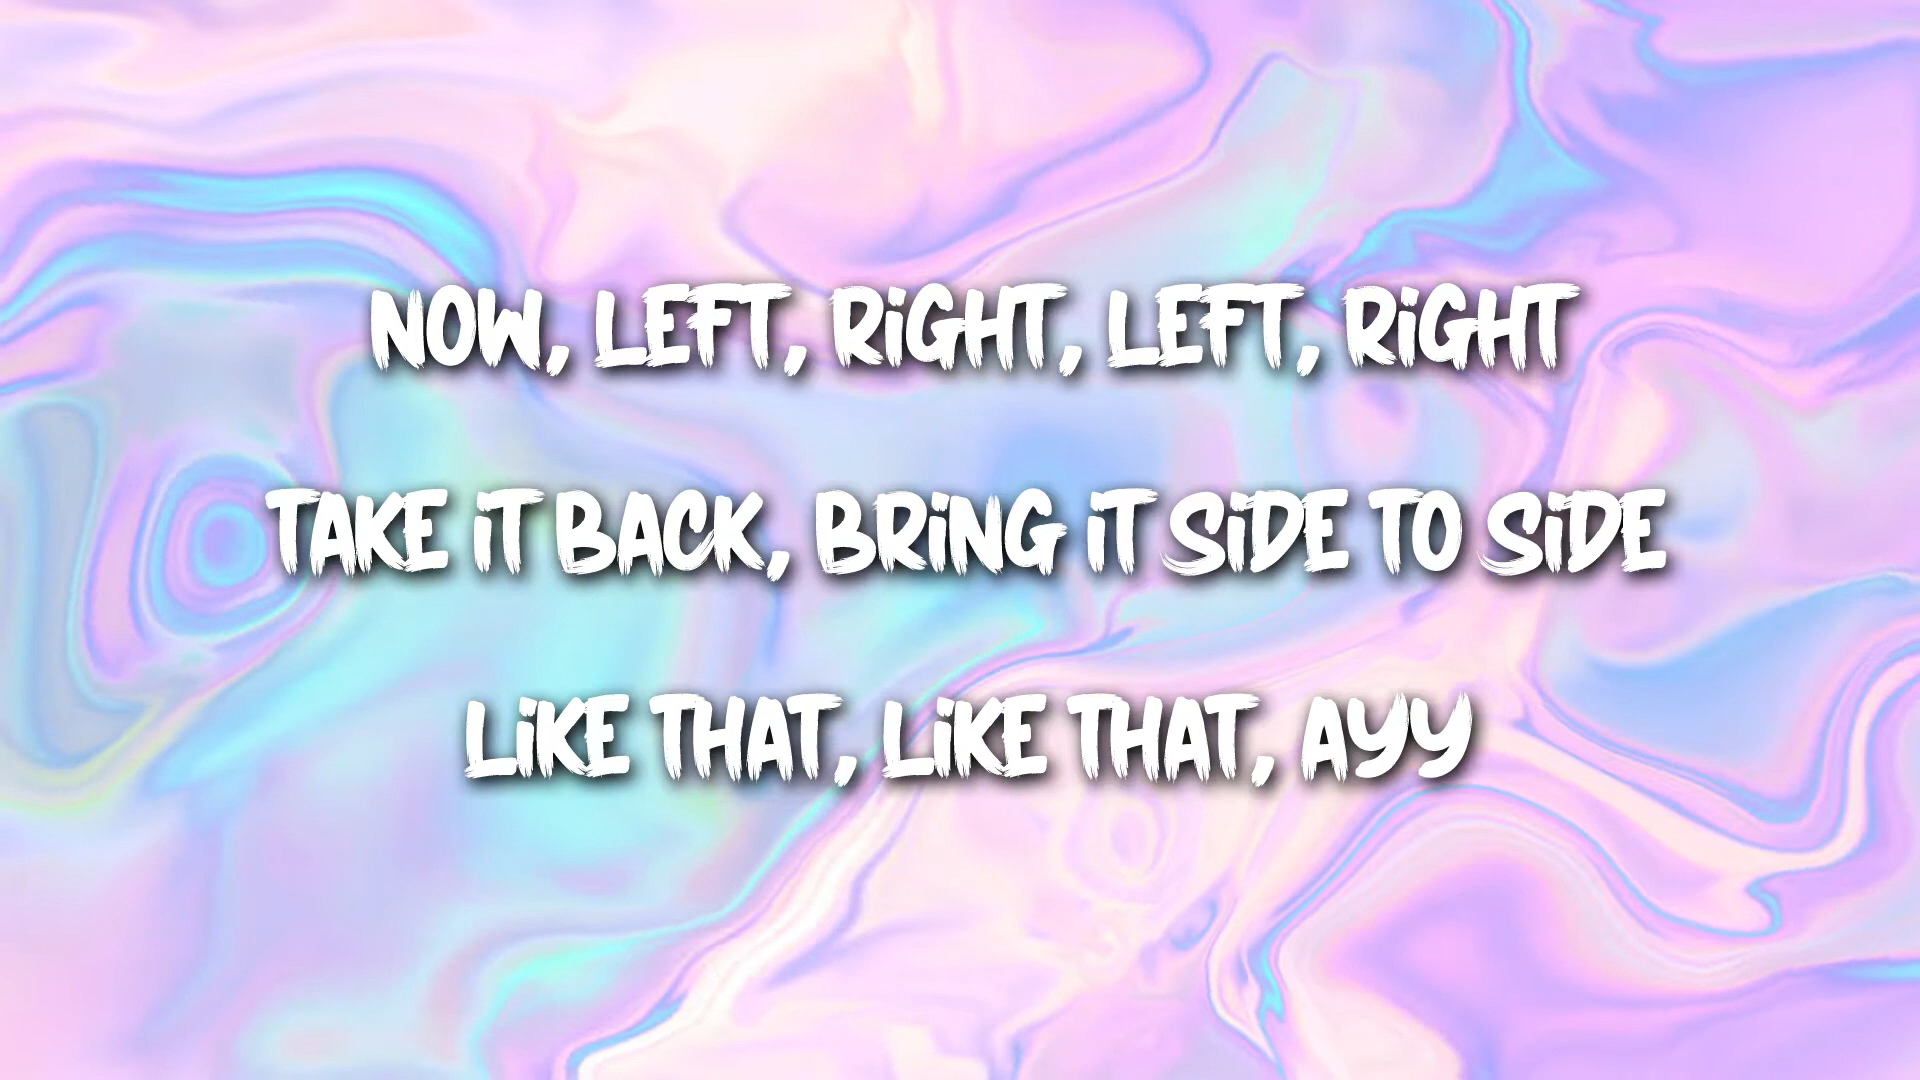 NOW, LEFT, RIGHT, LEFT, RIGHT
TAKE IT BACK, BRING IT SIDE TO SIDE
LIKE THAT, LIKE THAT, AYY